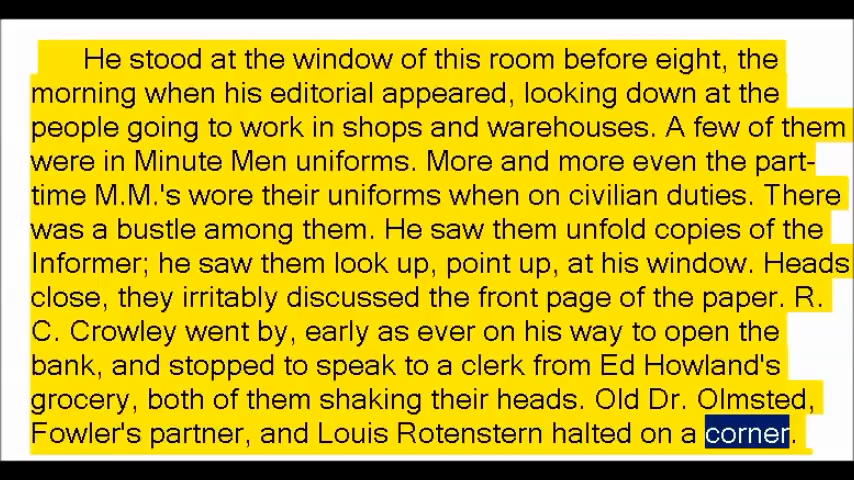 He stood at the window of this room before eight, the
morning when his editorial appeared, looking down at the
people going to work in shops and warehouses. A few of them
were in Minute Men uniforms. More and more even the part-
time M.M.'s wore their uniforms when on civilian duties. There
was a bustle among them. He saw them unfold copies of the
Informer; he saw them look up, point up, at his window. Heads
close, they irritably discussed the front page of the paper. R.
C. Crowley went by, early as ever on his way to open the
bank, and stopped to speak to a clerk from Ed Howland's
grocery, both of them shaking their heads. Old Dr. Olmsted,
Fowler's partner, and Louis Rotenstern halted on a corner.